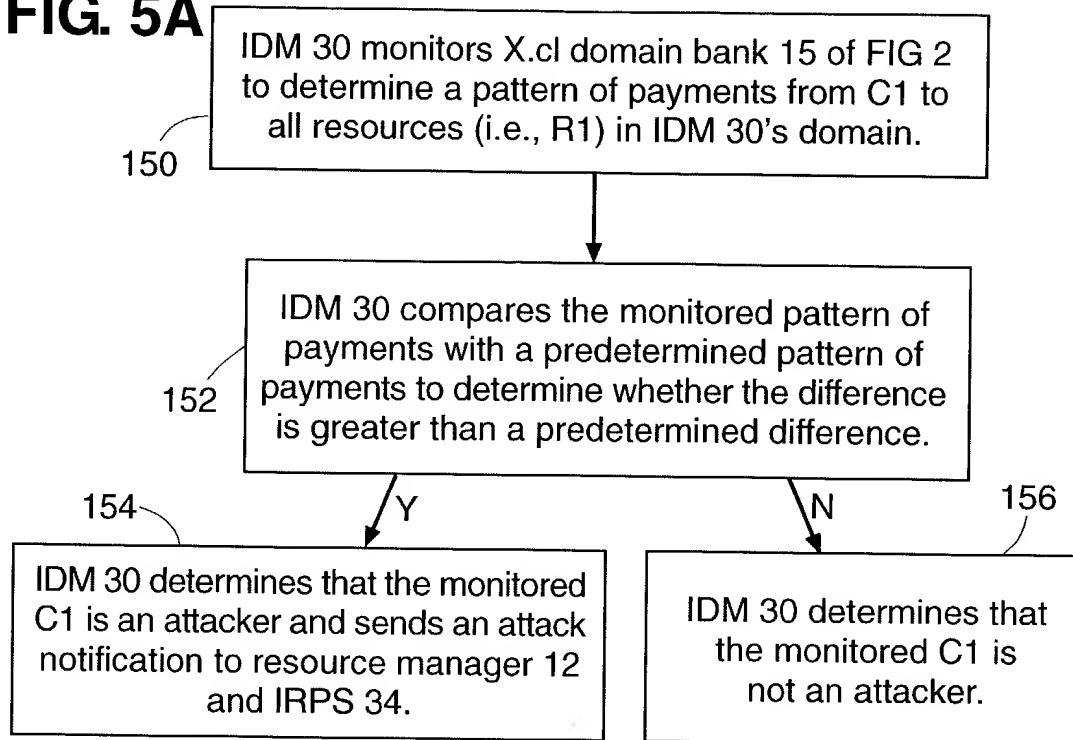 FIG. 5A
IDM 30 monitors X.cl domain bank 15 of FIG 2
to determine a pattern of payments from C1 to
all resources (i.e., R1) in IDM 30's domain.
150
IDM 30 compares the monitored pattern of
payments with a predetermined pattern of
payments to determine whether the difference
is greater than a predetermined difference.
152
154
Y
N
156
IDM 30 determines that the monitored
C1 is an attacker and sends an attack
notification to resource manager 12
and IRPS 34.
IDM 30 determines that
the monitored C1 is
not an attacker.